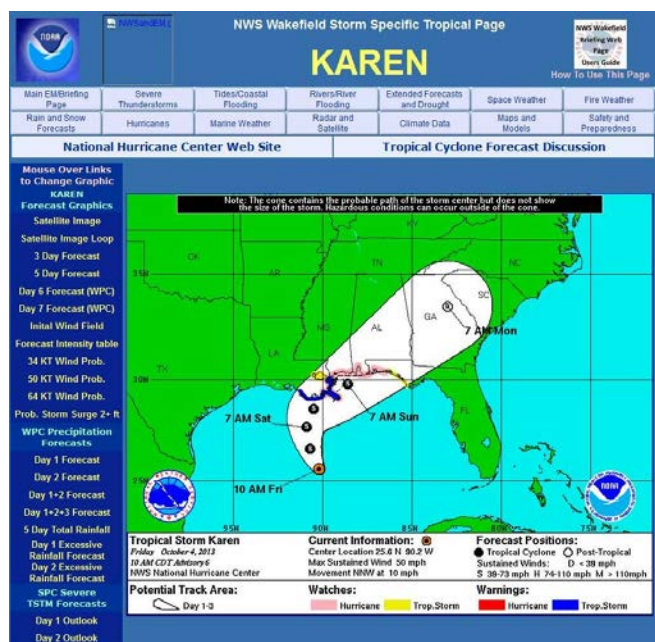 NWS Wakefield Storm Specific Tropical Page
KAREN
NWS Wakefield
Briefing Web
Page
Users Guide
How To Use This Page
Main EM/Briefing
Page
Severe
Thunderstorms
Tides/Coastal
Flooding
Rivers/River
Flooding
Extended Forecasts
and Drought
Space Weather
Fire Weather
Rain and Snow
Forecasts
Hurricanes
Marine Weather
Radar and
Satellite
Climate Data
Maps and
Models
Safety and
Preparedness
National Hurricane Center Web Site
Tropical Cyclone Forecast Discussion
Mouse Over Links
to Change Graphic
KAREN
Forecast Graphics
Satellite Image
Satellite Image Loop
3 Day Forecast
5 Day Forecast
Day 6 Forecast (WPC)
Day 7 Forecast (WPC)
Inital Wind Field
Forecast Intensity table
34 KT Wind Prob.
50 KT Wind Prob.
64 KT Wind Prob.
Prob. Storm Surge 2+ ft
WPC Precipitation
Forecasts
Day 1 Forecast
Day 2 Forecast
Day 1+2 Forecast
Day 1+2+3 Forecast
5 Day Total Rainfall
Day 1 Excessive
Rainfall Forecast
Day 2 Excessive
Rainfall Forecast
SPC Severe
TSTM Forecasts
Day 1 Outlook
Day 2 Outlook
Note: The cone contains the probable path of the storm center but does not show
the size of the storm. Hazardous conditions can occur outside of the cone.
KY
VA
OK
AR
TN
NC
35N
SC
MS
AL
GA
7 AM Mon
TX
LA
30N
7 AM Sat
7 AM Sun
FL
10 AM Fri
25N
95W
90W
85W
80W
75W
Tropical Storm Karen
Friday October 4, 2013
10 AM CDT Advisory 6
NWS National Hurricane Center
Current Information:
Center Location 25.6 N 90.2 W
Max Sustained Wind 50 mph
Movement NNW at 10 mph
Forecast Positions:
Tropical Cyclone Post-Tropical
Sustained Winds: D < 39 mph
S 39-73 mph H 74-110 mph M > 110mph
Potential Track Area:
Day 1-3
Watches:
Hurricane Trop.Storm
Warnings:
Hurricane Trop.Storm